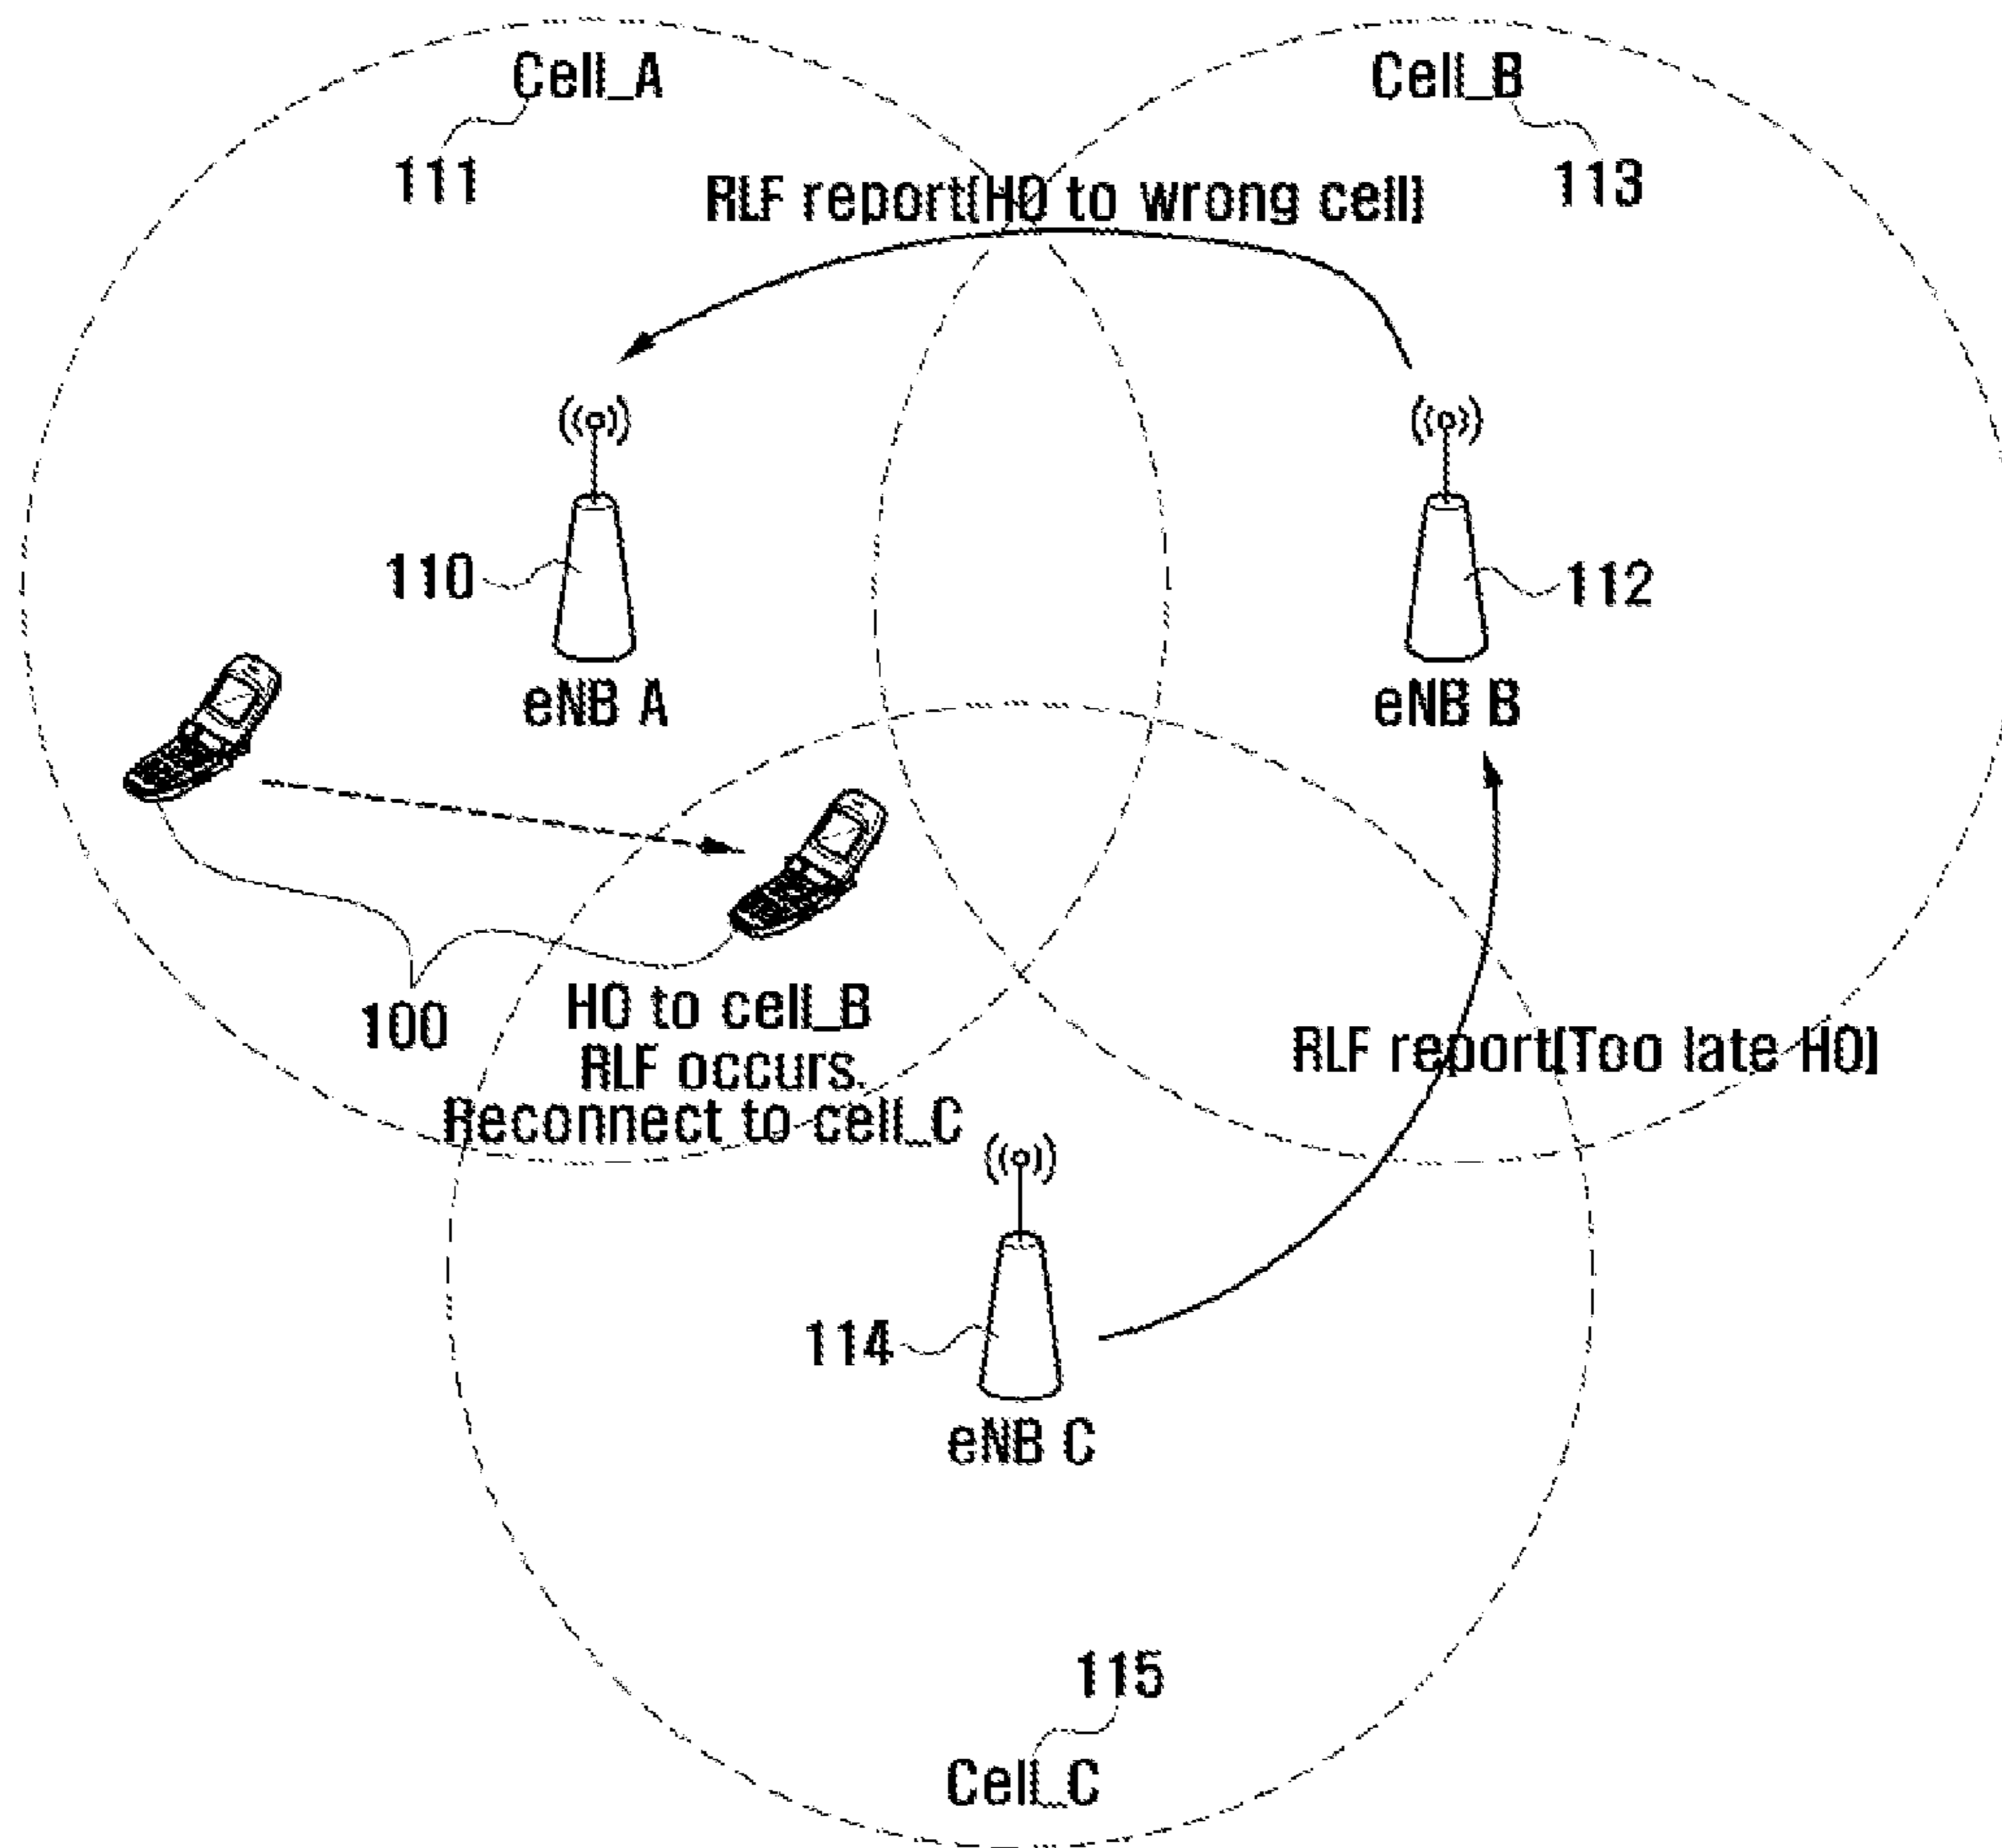 Cell_A
Cell_B
111
113
RLF report(HO to wrong cell)
110
112
eNB A
eNB B
100
HO to cell_B
RLF occurs.
Reconnect to cell_C
RLF report(Too late HO)
114
eNB C
115
Cell_C